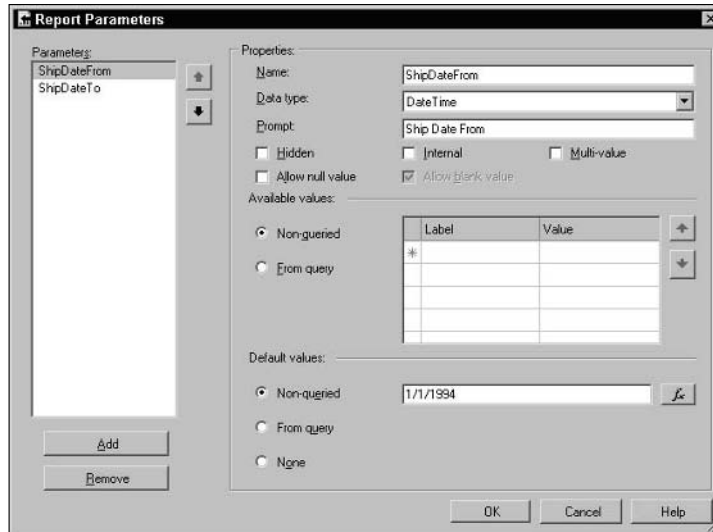 Report Parameters
Parameters:
ShipDateFrom
ShipDateTo
Add
Remove
Properties:
Name:
ShipDateFrom
Data type:
DateTime
Prompt:
Ship Date From
Hidden
Internal
Multi-value
Allow null value
Allow blank value
Available values:
Non-queried
From query
Label
Value
Default values:
Non-queried
1/1/1994
fx
From query
None
OK
Cancel
Help